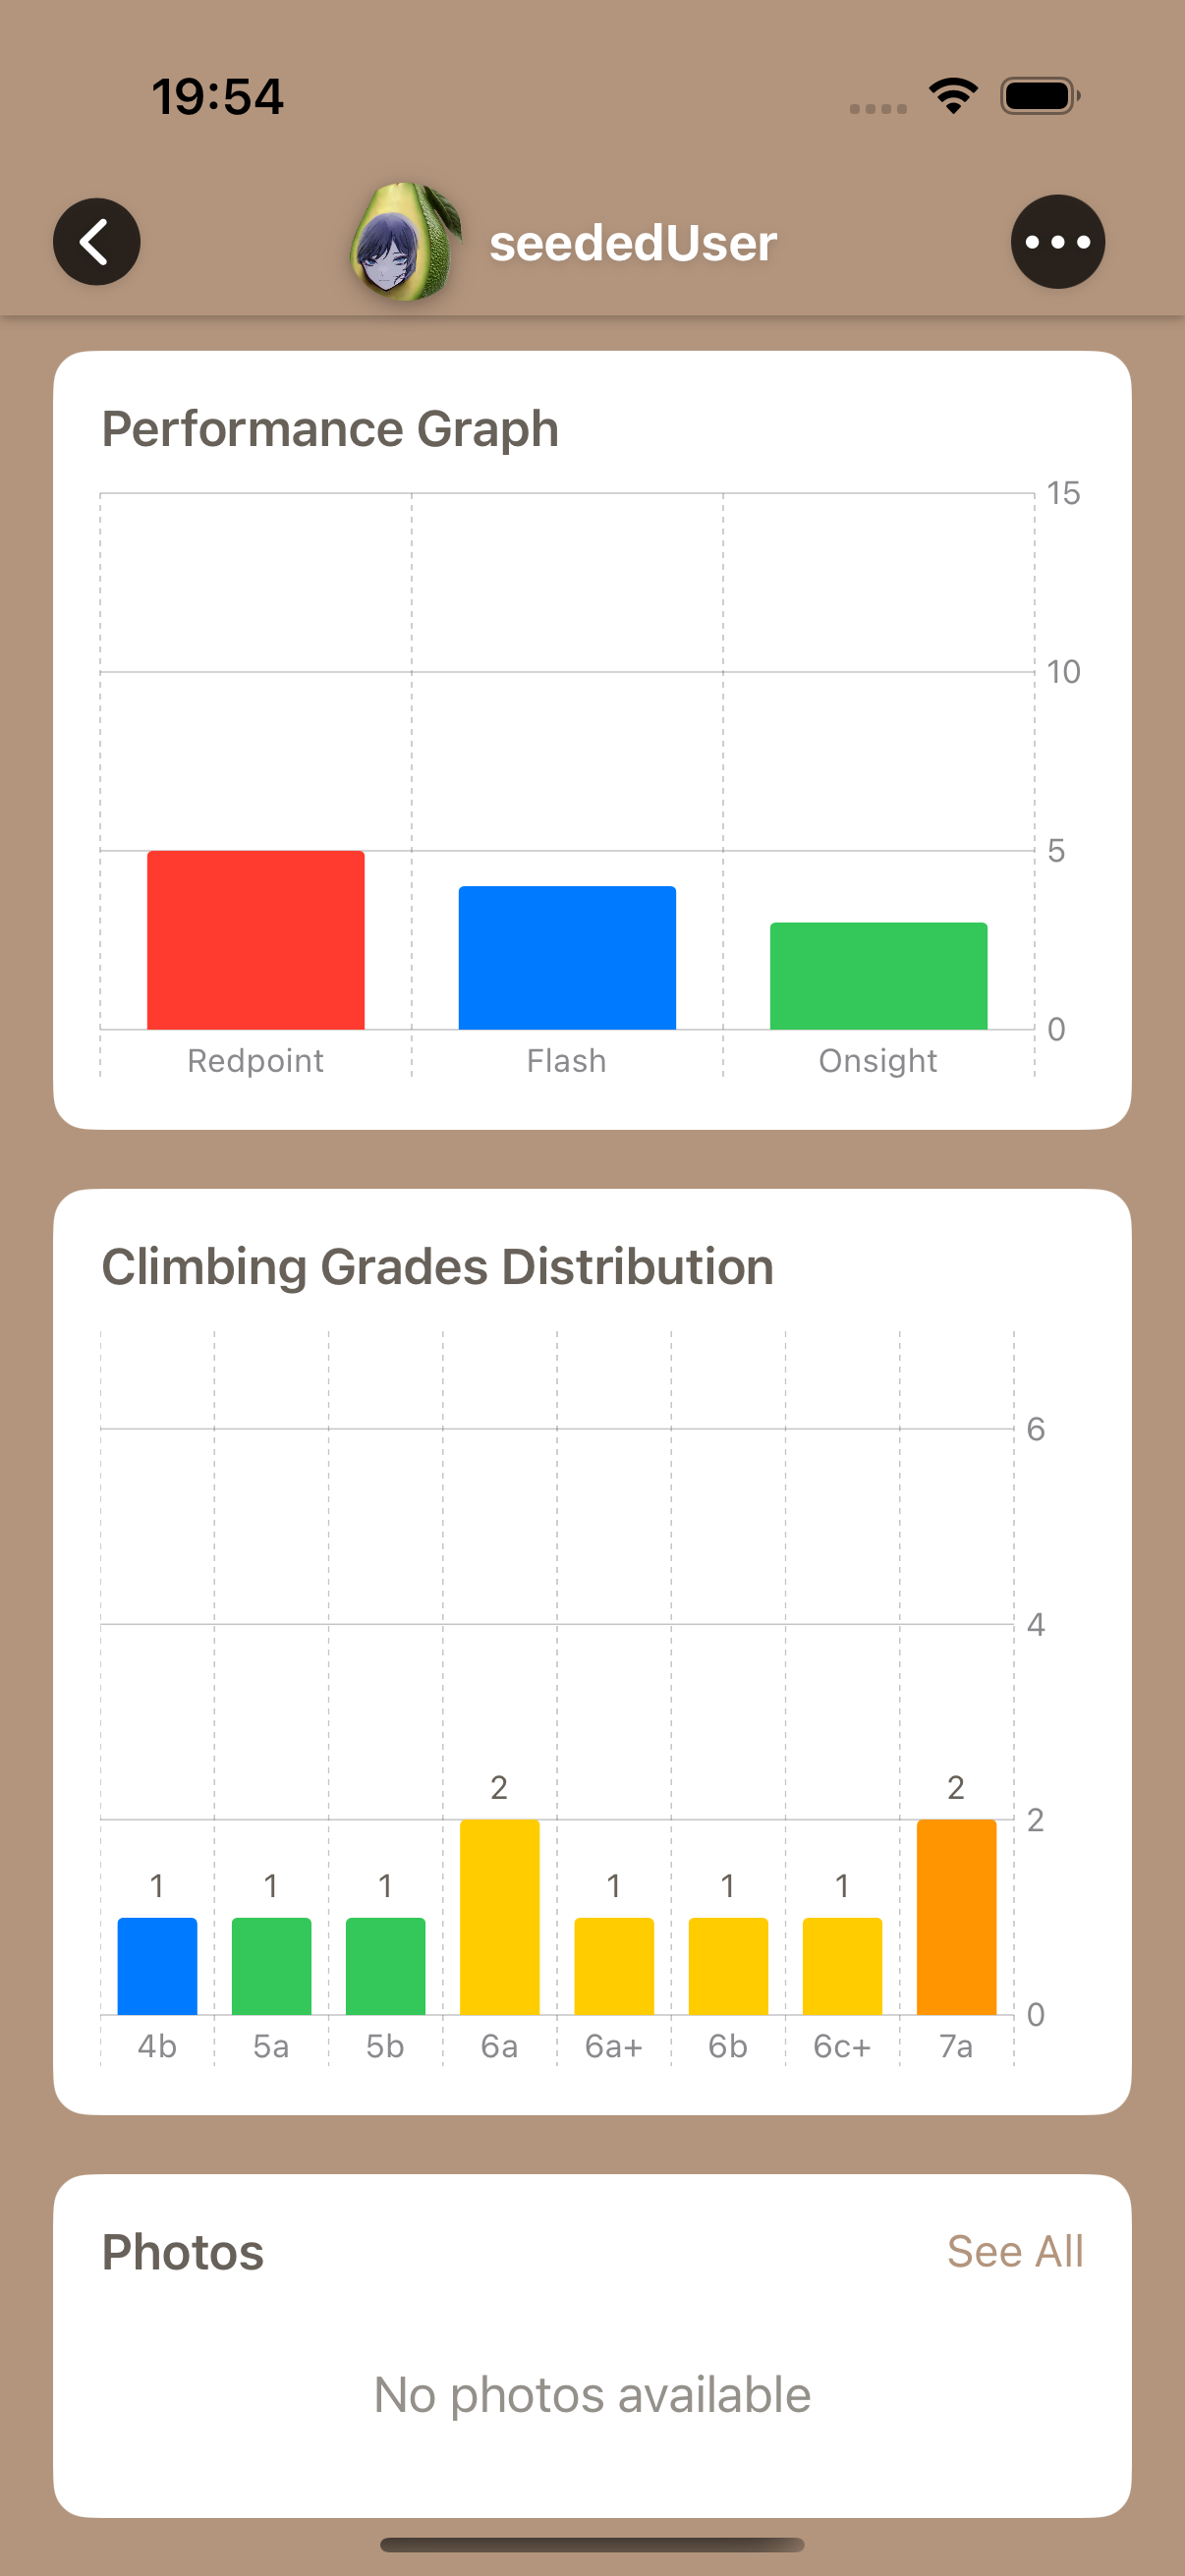 19:54
seededUser
Performance Graph
15
10
5
0
Redpoint Flash Onsight
Climbing Grades Distribution
6
4
2 2 2
1 1 1 1 1 1
0
4b 5a 5b 6a 6a+ 6b 6c+ 7a
Photos See All
No photos available